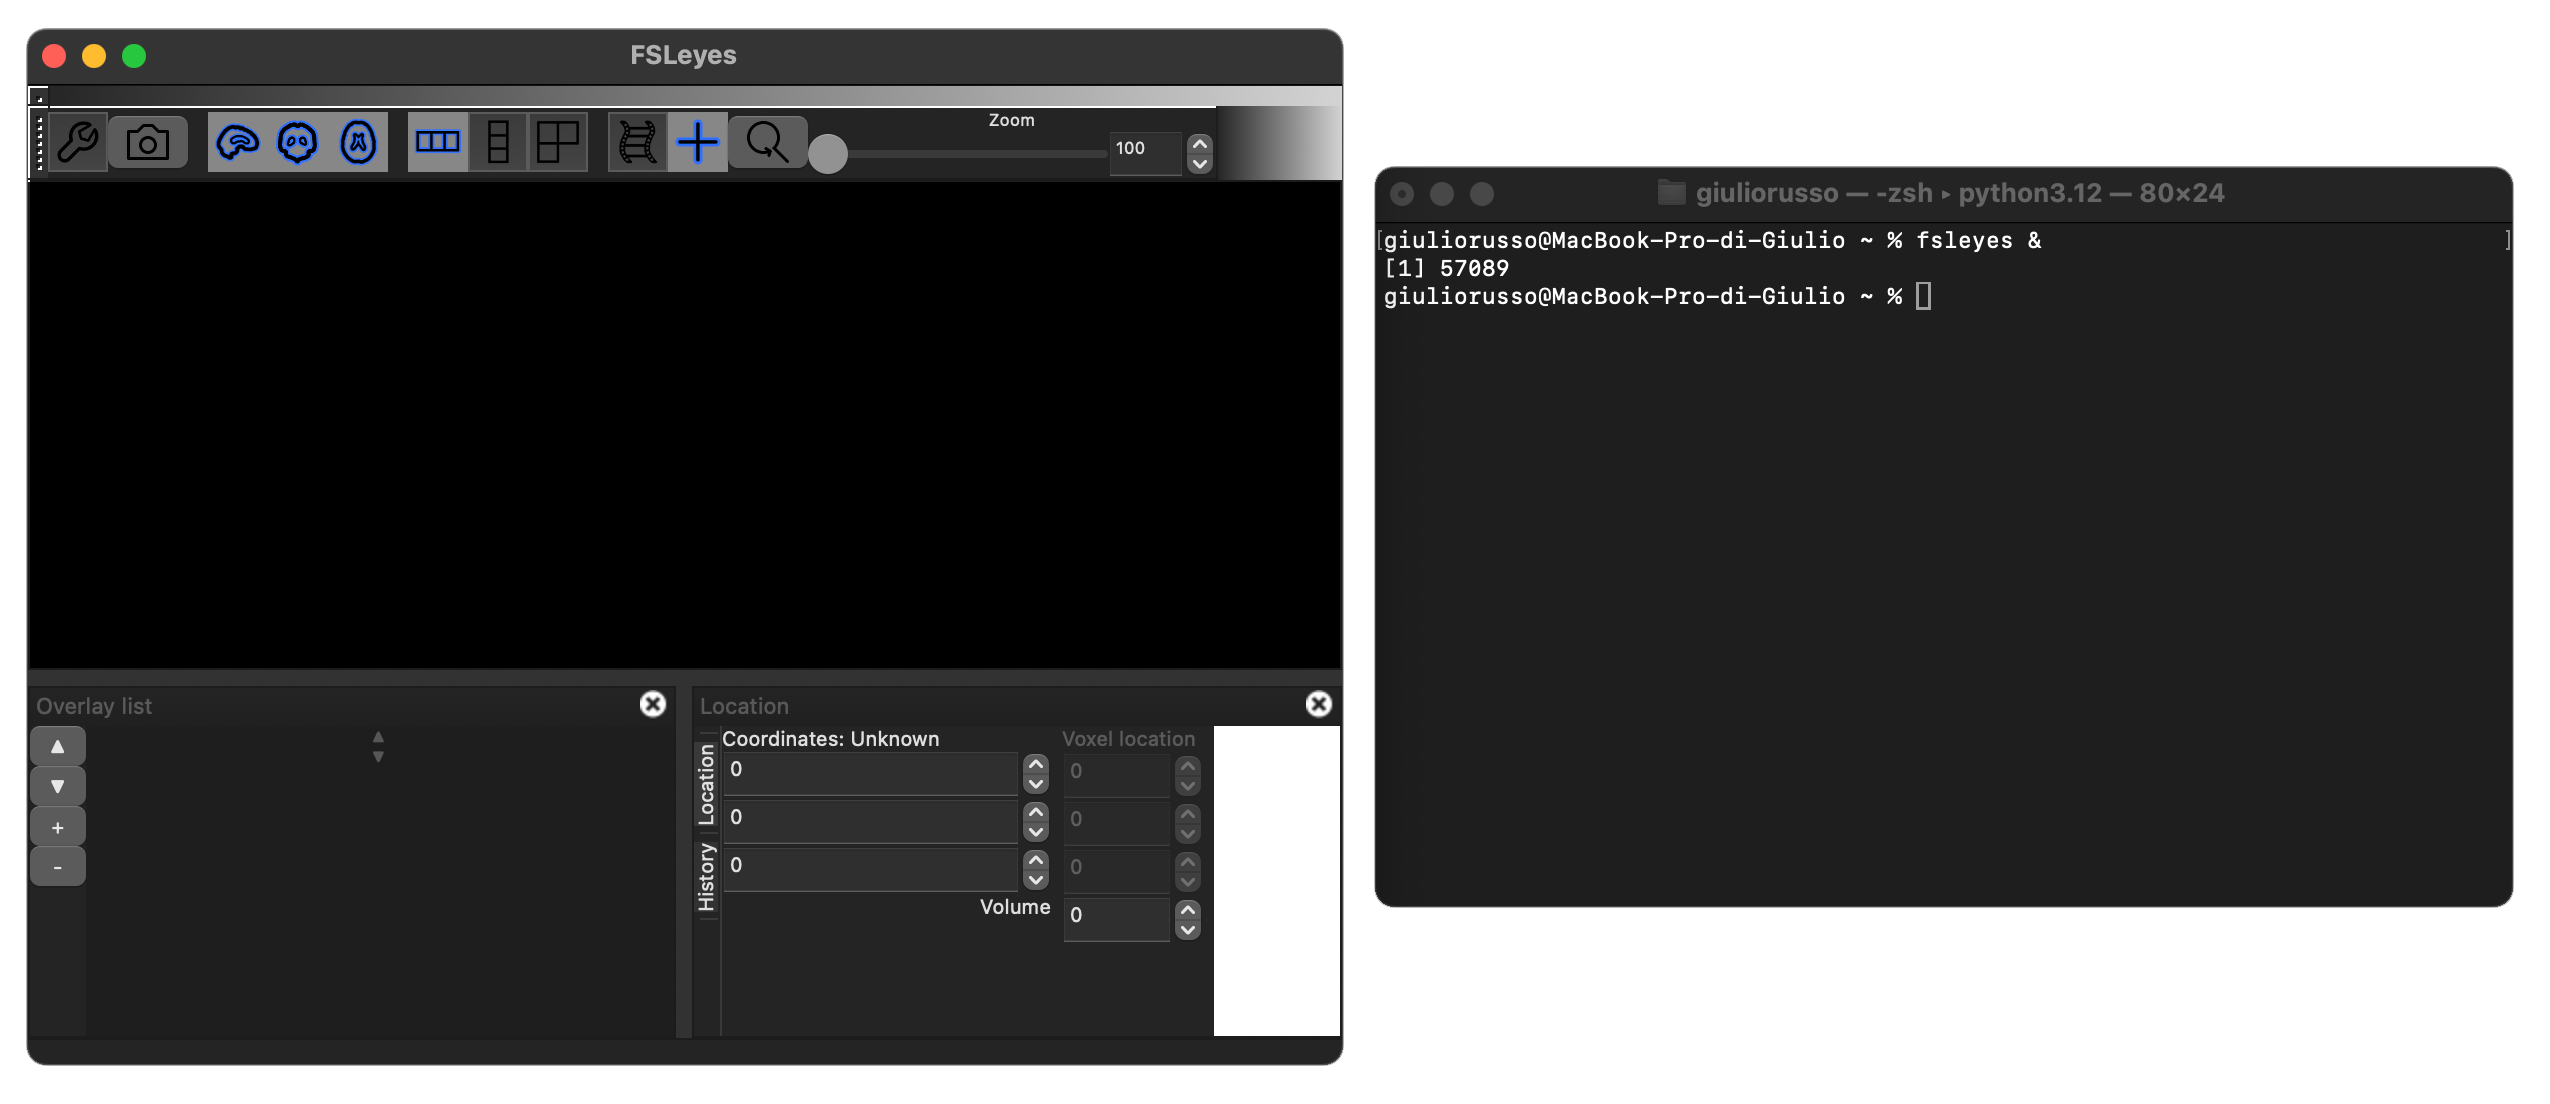 FSLeyes
Zoom
100
Overlay list
+
-
Location
Location
History
Coordinates: Unknown
0
0
0
Volume
Voxel location
0
0
0
0
giuliorusso — -zsh ▸ python3.12 — 80×24
[giuliorusso@MacBook-Pro-di-Giulio ~ % fsleyes & ]
[1] 57089
giuliorusso@MacBook-Pro-di-Giulio ~ %